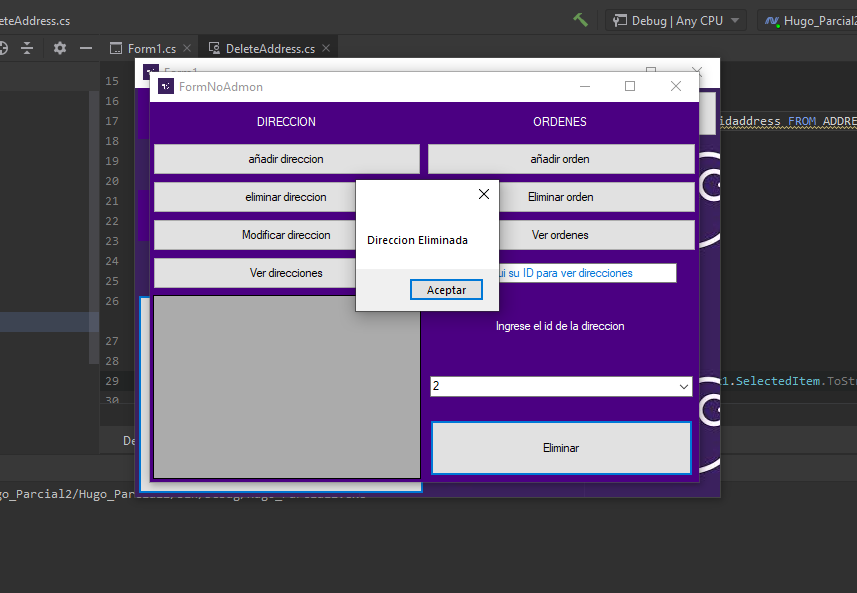 eteAddress.cs
Debug | Any CPU
Hugo_Parcial2
Form1.cs
DeleteAddress.cs
FormNoAdmon
15
16
17
18
19
20
21
22
23
24
25
26
27
28
29
30
idaddress FROM ADDRE
1.SelectedItem.ToStr
DIRECCION
ORDENES
añadir direccion
añadir orden
eliminar direccion
Eliminar orden
Modificar direccion
Ver ordenes
Ver direcciones
ui su ID para ver direcciones
Direccion Eliminada
Aceptar
Ingrese el id de la direccion
2
Eliminar
De
go_Parcial2/Hugo_Par